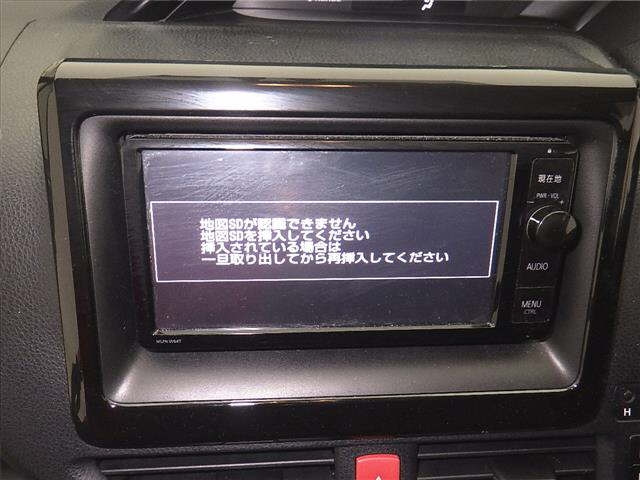 地図SDが認識できません
地図SDを挿入してください
挿入されている場合は
一旦取り出してから再挿入してください
現在地
PWR・VOL
AUDIO
MENU
CTRL
NSZN-W64T
H